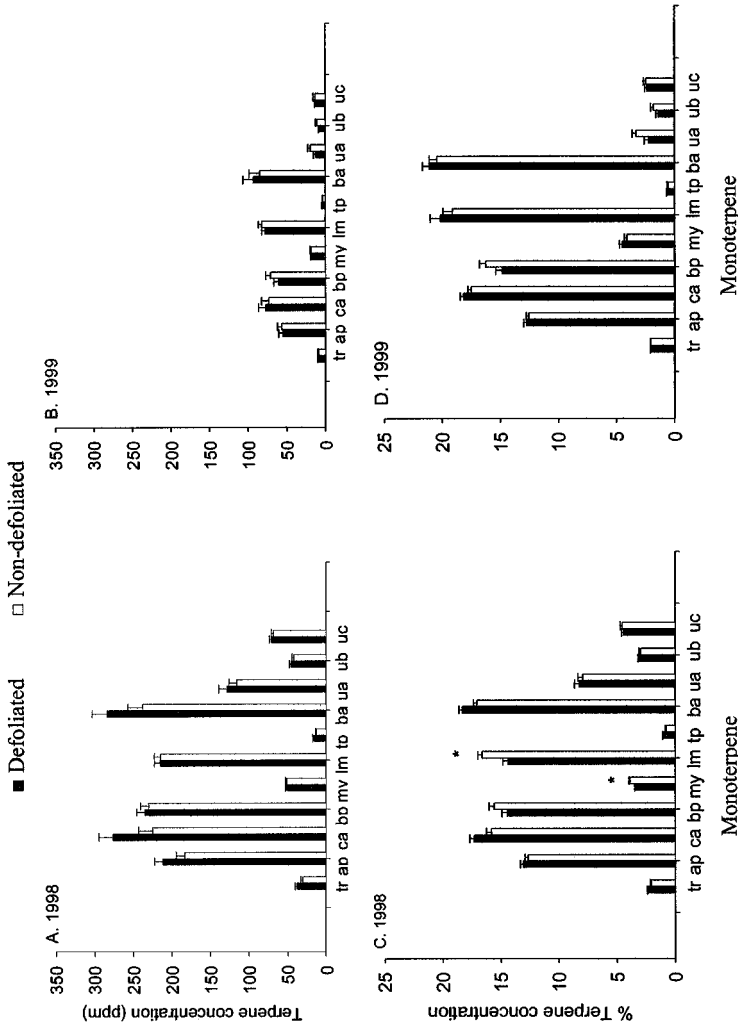 ■ Defoliated □ Non-defoliated
A. 1998
Terpene concentration (ppm)
350
300
250
200
150
100
50
0
tr ap ca bp my lm tp ba ua ub uc
B. 1999
350
300
250
200
150
100
50
0
tr ap ca bp my lm tp ba ua ub uc
C. 1998
% Terpene concentration
25
20
15
10
5
0
* *
tr ap ca bp my lm tp ba ua ub uc
Monoterpene
D. 1999
25
20
15
10
5
0
tr ap ca bp my lm tp ba ua ub uc
Monoterpene